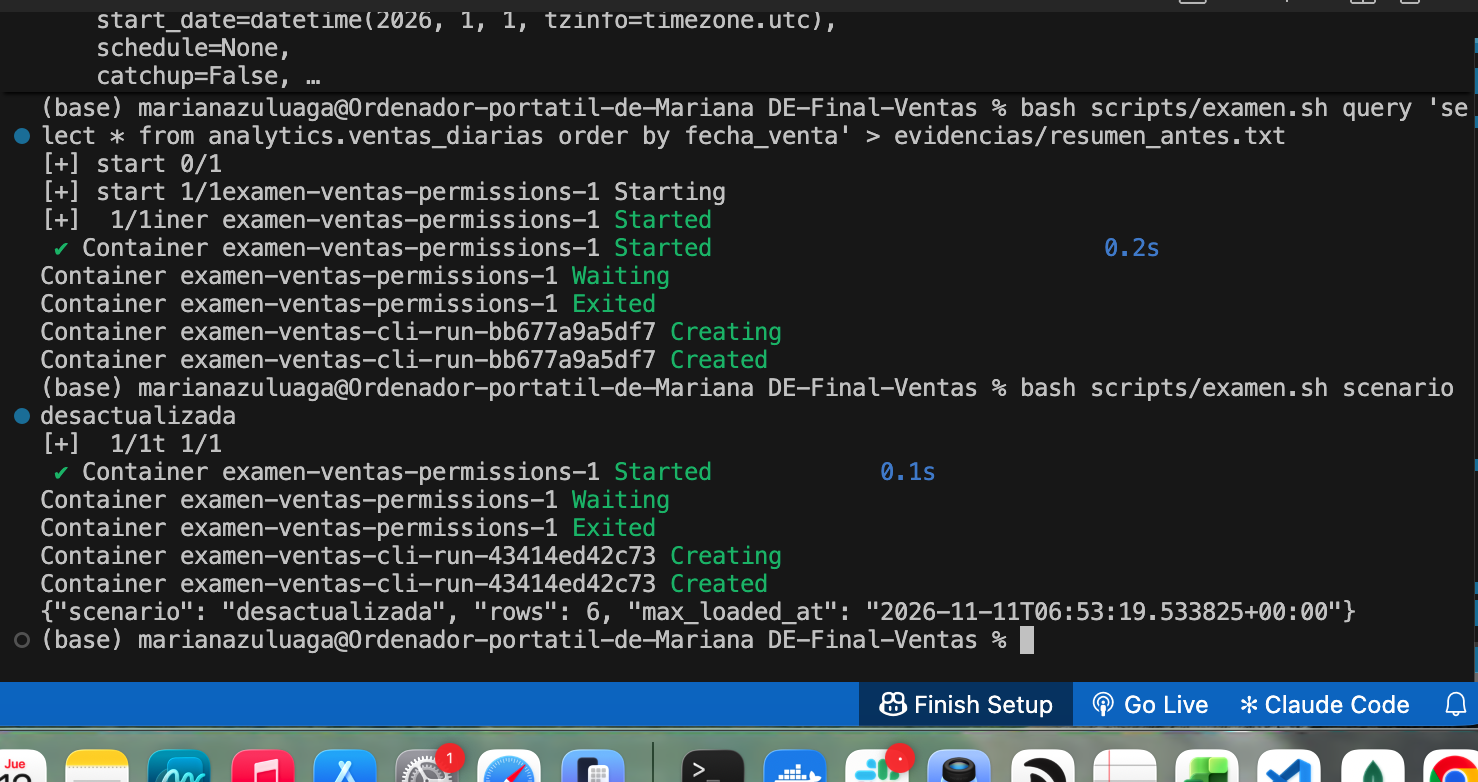 start_date=datetime(2026, 1, 1, tzinfo=timezone.utc),
schedule=None,
catchup=False, …
(base) marianazuluaga@Ordenador-portatil-de-Mariana DE-Final-Ventas % bash scripts/examen.sh query 'se
lect * from analytics.ventas_diarias order by fecha_venta' > evidencias/resumen_antes.txt
[+] start 0/1
[+] start 1/1examen-ventas-permissions-1 Starting
[+]  1/1iner examen-ventas-permissions-1 Started
✔ Container examen-ventas-permissions-1 Started 0.2s
Container examen-ventas-permissions-1 Waiting
Container examen-ventas-permissions-1 Exited
Container examen-ventas-cli-run-bb677a9a5df7 Creating
Container examen-ventas-cli-run-bb677a9a5df7 Created
(base) marianazuluaga@Ordenador-portatil-de-Mariana DE-Final-Ventas % bash scripts/examen.sh scenario
desactualizada
[+]  1/1t 1/1
✔ Container examen-ventas-permissions-1 Started 0.1s
Container examen-ventas-permissions-1 Waiting
Container examen-ventas-permissions-1 Exited
Container examen-ventas-cli-run-43414ed42c73 Creating
Container examen-ventas-cli-run-43414ed42c73 Created
{"scenario": "desactualizada", "rows": 6, "max_loaded_at": "2026-11-11T06:53:19.533825+00:00"}
(base) marianazuluaga@Ordenador-portatil-de-Mariana DE-Final-Ventas %
Finish Setup Go Live Claude Code
Jue
1